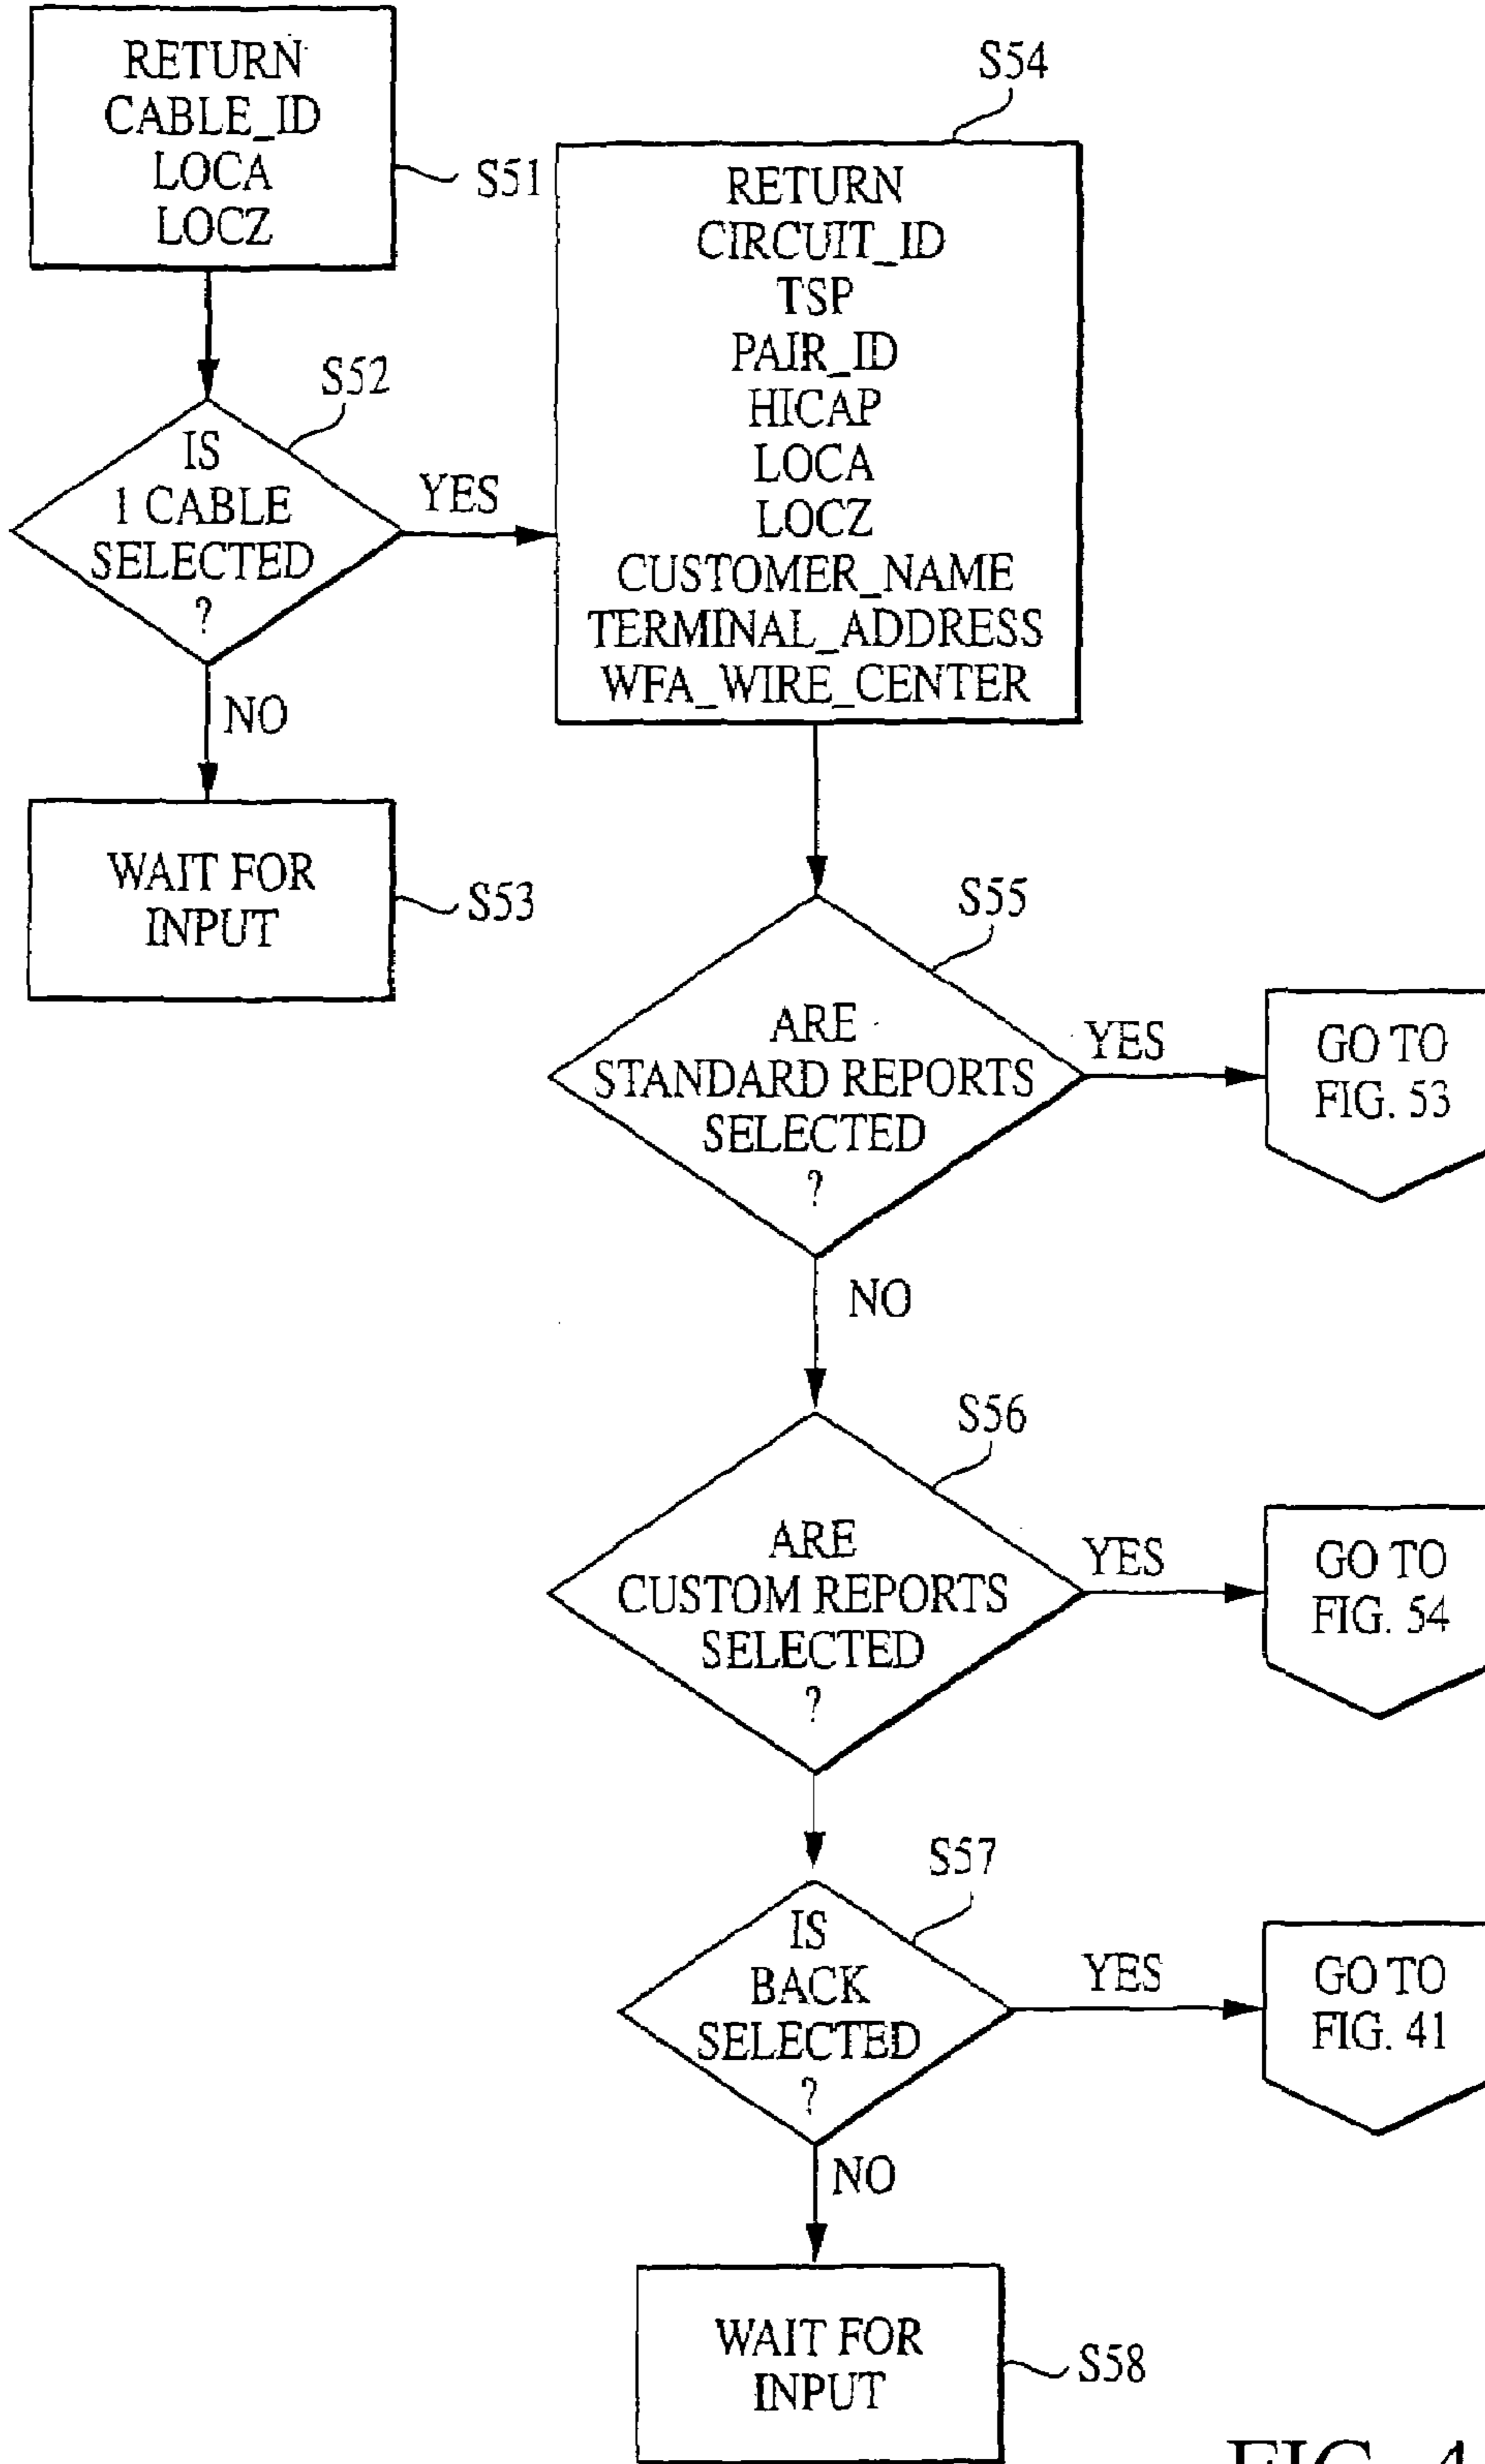 RETURN
CABLE_ID
LOCA
LOCZ
S51
IS
1 CABLE
SELECTED
?
S52
YES
NO
WAIT FOR
INPUT
S53
S54
RETURN
CIRCUIT_ID
TSP
PAIR_ID
HICAP
LOCA
LOCZ
CUSTOMER_NAME
TERMINAL_ADDRESS
WFA_WIRE_CENTER
S55
ARE
STANDARD REPORTS
SELECTED
?
YES
GO TO
FIG. 53
NO
S56
ARE
CUSTOM REPORTS
SELECTED
?
YES
GO TO
FIG. 54
S57
IS
BACK
SELECTED
?
YES
GO TO
FIG. 41
NO
WAIT FOR
INPUT
S58